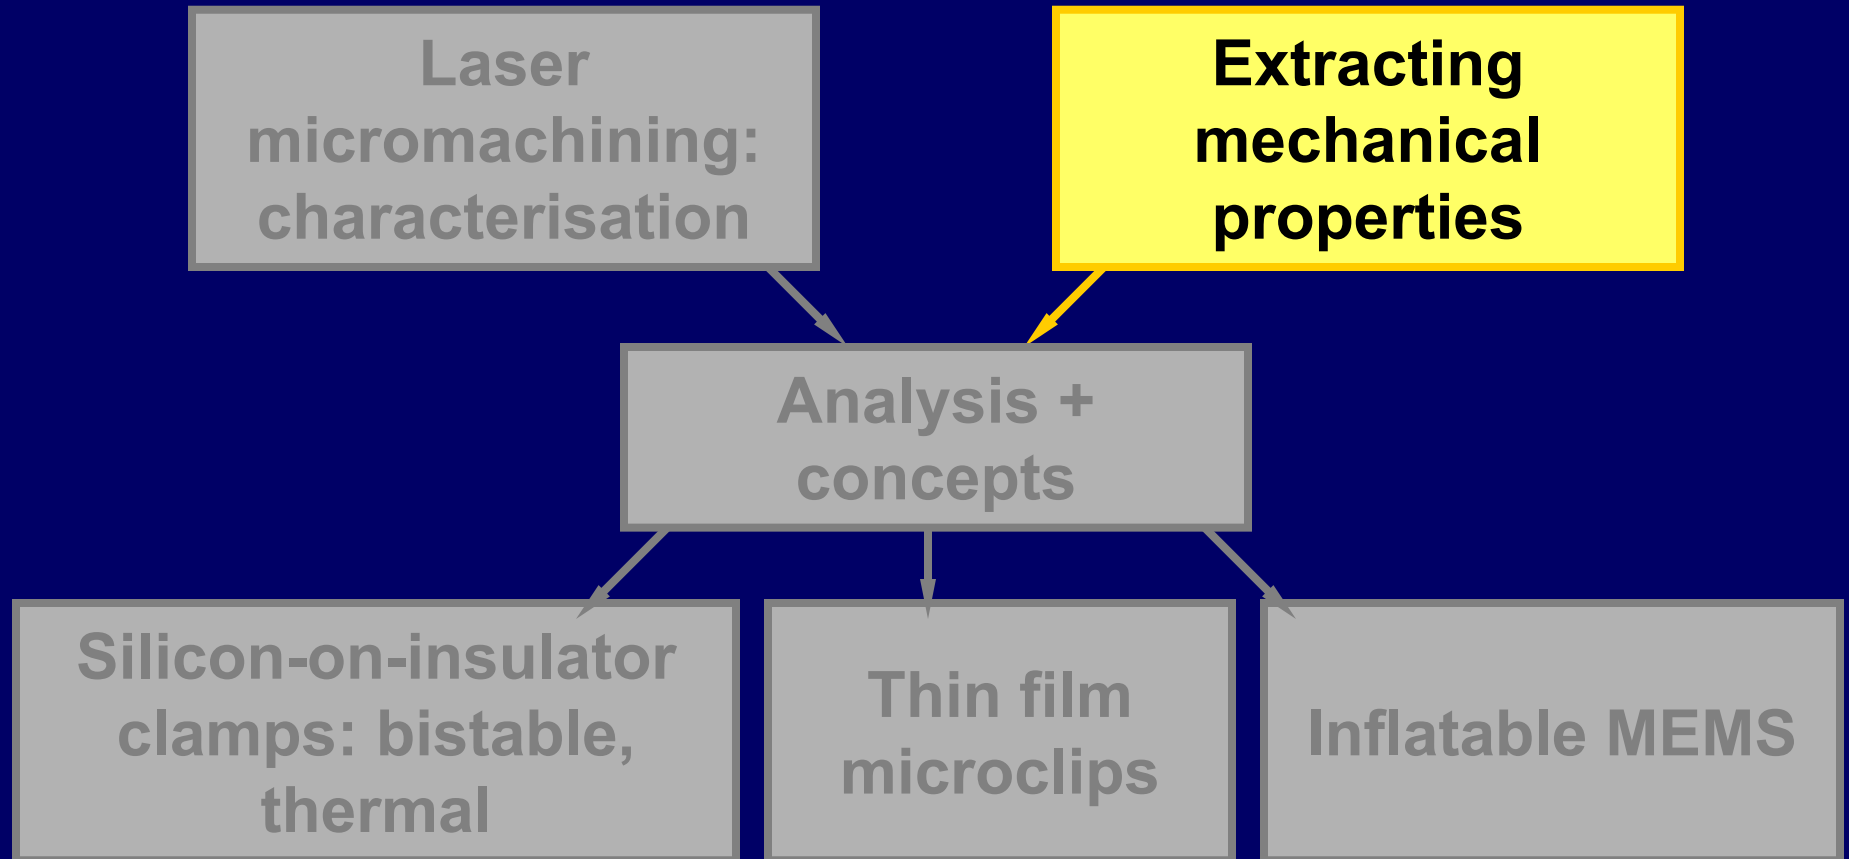 Laser
micromachining:
characterisation
Extracting
mechanical
properties
Analysis +
concepts
Silicon-on-insulator
clamps: bistable,
thermal
Thin film
microclips
Inflatable MEMS